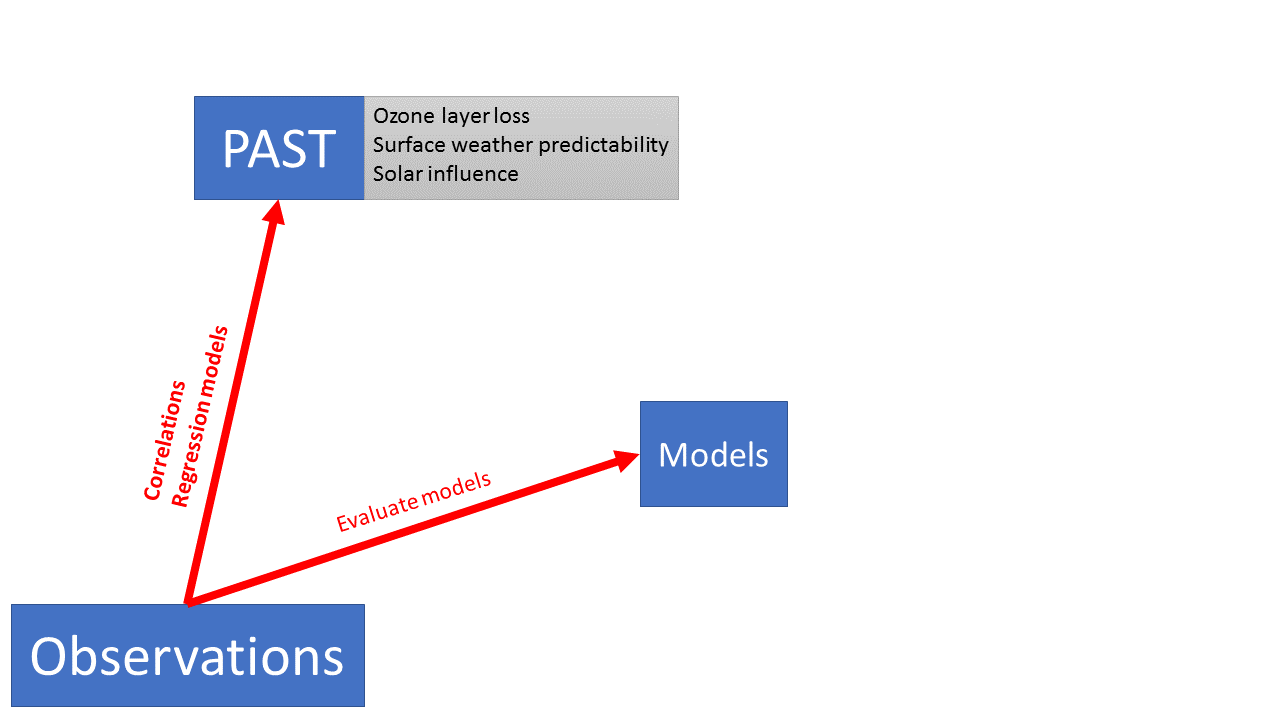 PAST
Ozone layer loss
Surface weather predictability
Solar influence
Correlations
Regression models
Evaluate models
Models
Observations